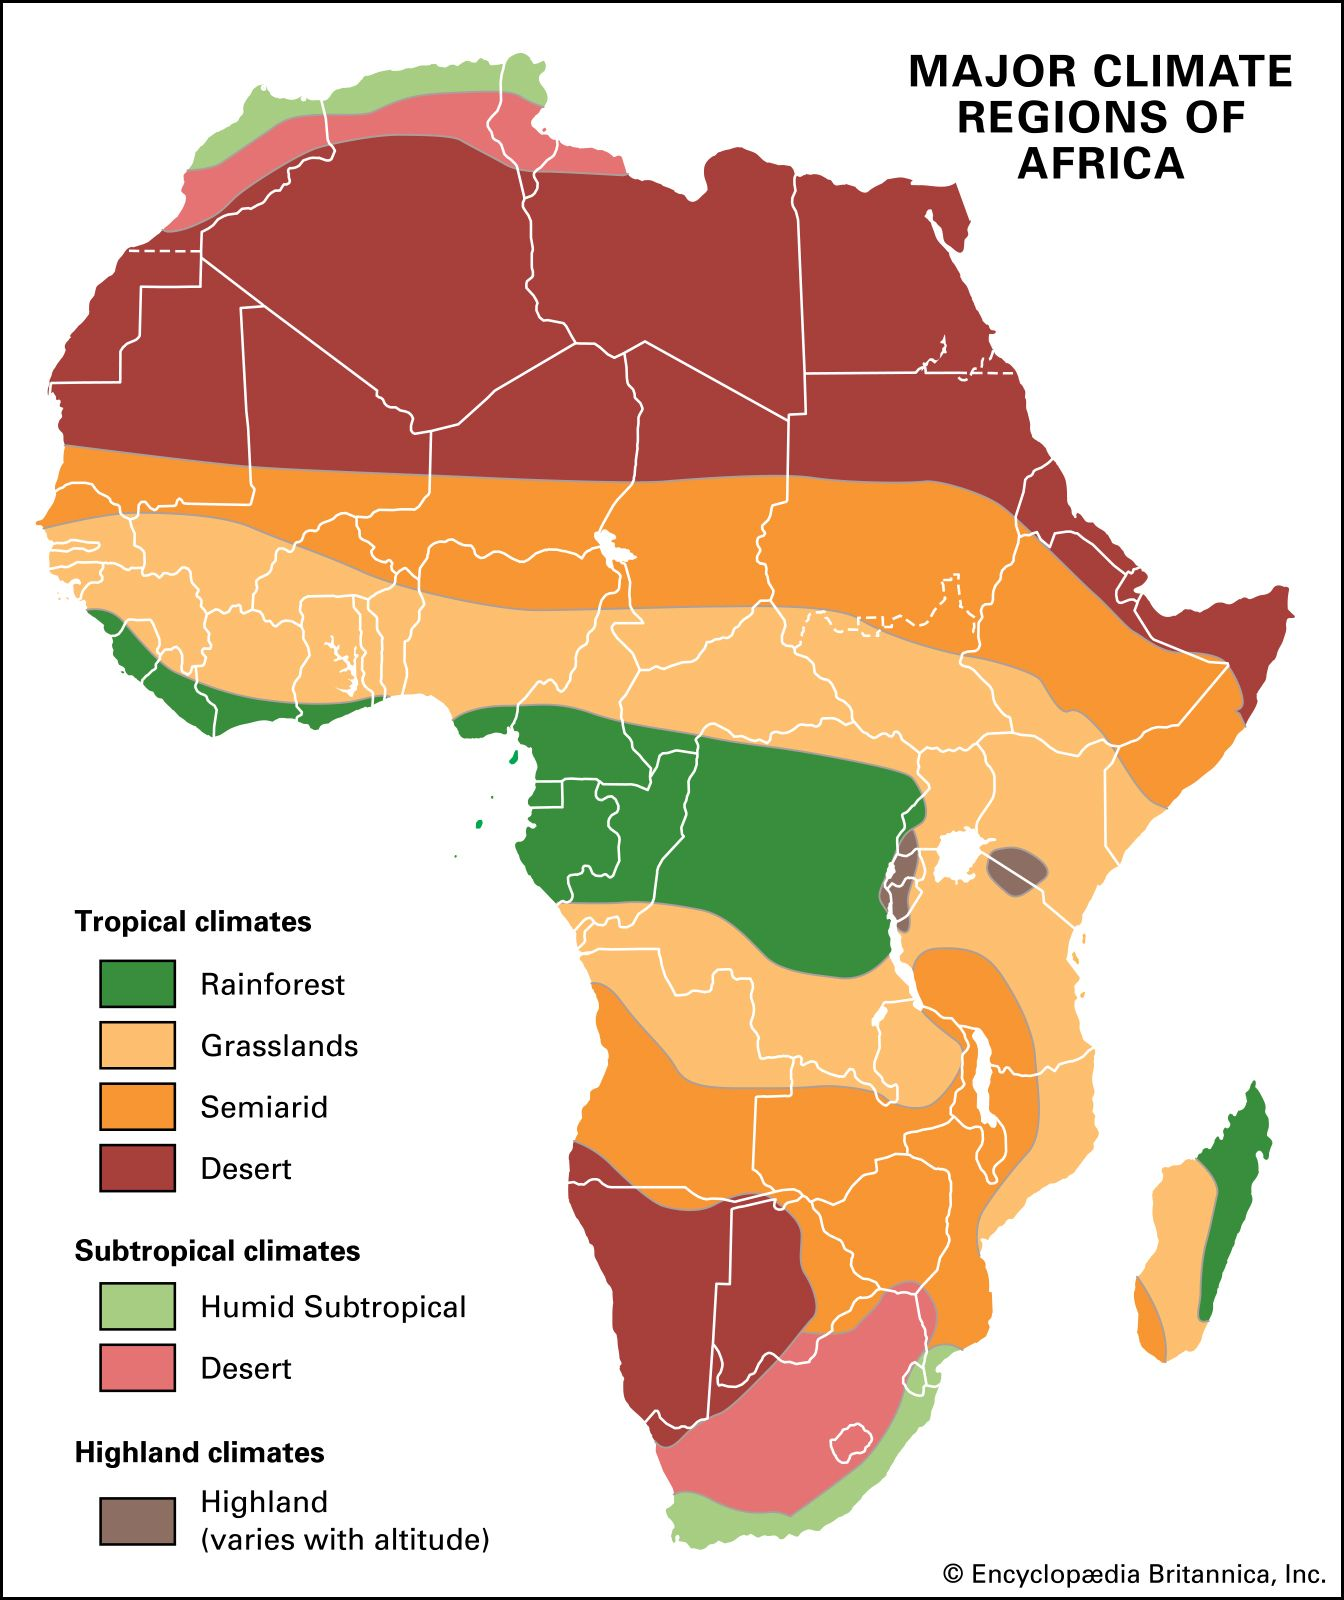 MAJOR CLIMATE
REGIONS OF
AFRICA
Tropical climates
Rainforest
Grasslands
Semiarid
Desert
Subtropical climates
Humid Subtropical
Desert
Highland climates
Highland
(varies with altitude)
© Encyclopædia Britannica, Inc.